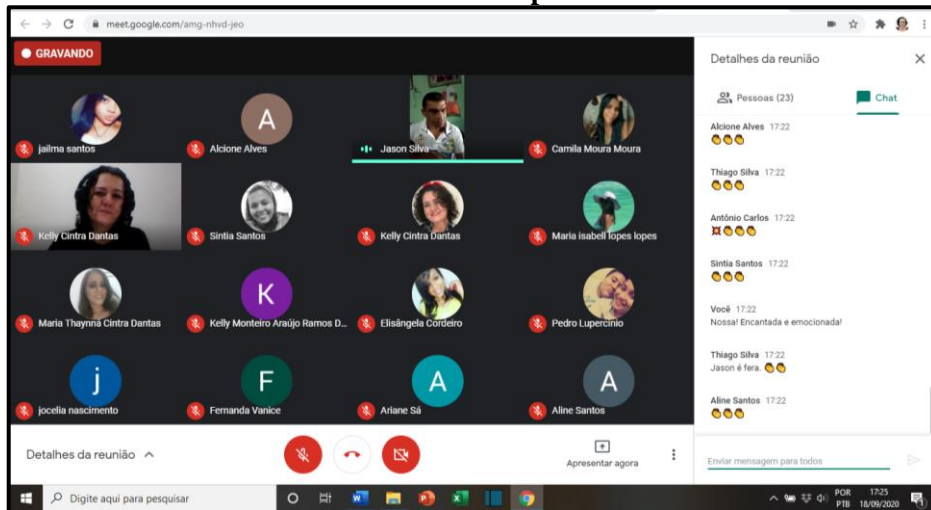 meet.google.com/amg-nhvd-jeo
GRAVANDO
jailma santos
A
Alcione Alves
Jason Silva
Camila Moura Moura
Kelly Cintra Dantas
Sintia Santos
Kelly Cintra Dantas
Maria isabell lopes lopes
Maria Thaynná Cintra Dantas
K
Kelly Monteiro Araújo Ramos D...
Elisângela Cordeiro
Pedro Lupercinio
j
jocelia nascimento
F
Fernanda Vanice
A
Ariane Sá
A
Aline Santos
Detalhes da reunião
Apresentar agora
Detalhes da reunião
Pessoas (23)
Chat
Alcione Alves 17:22
👏👏👏
Thiago Silva 17:22
👏👏👏
Antônio Carlos 17:22
💥👏👏👏
Sintia Santos 17:22
👏👏👏
Você 17:22
Nossa! Encantada e emocionada!
Thiago Silva 17:22
Jason é fera. 👏👏
Aline Santos 17:22
👏👏👏
Enviar mensagem para todos
Digite aqui para pesquisar
POR
PTB
17:25
18/09/2020